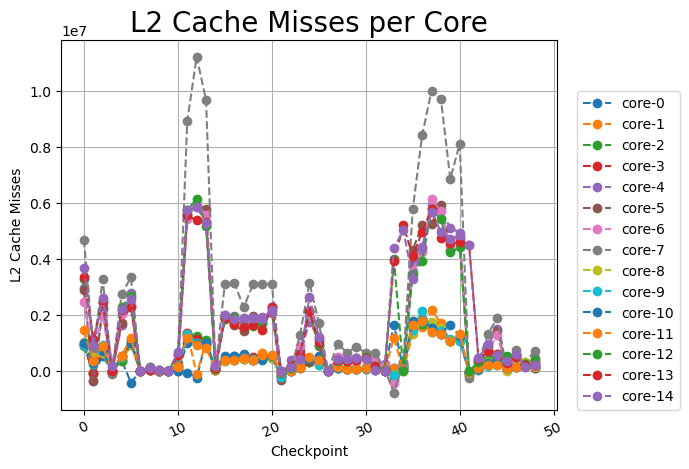 L2 Cache Misses per Core
1e7
1.0
0.8
0.6
0.4
0.2
0.0
L2 Cache Misses
0
10
20
30
40
50
Checkpoint
core-0
core-1
core-2
core-3
core-4
core-5
core-6
core-7
core-8
core-9
core-10
core-11
core-12
core-13
core-14